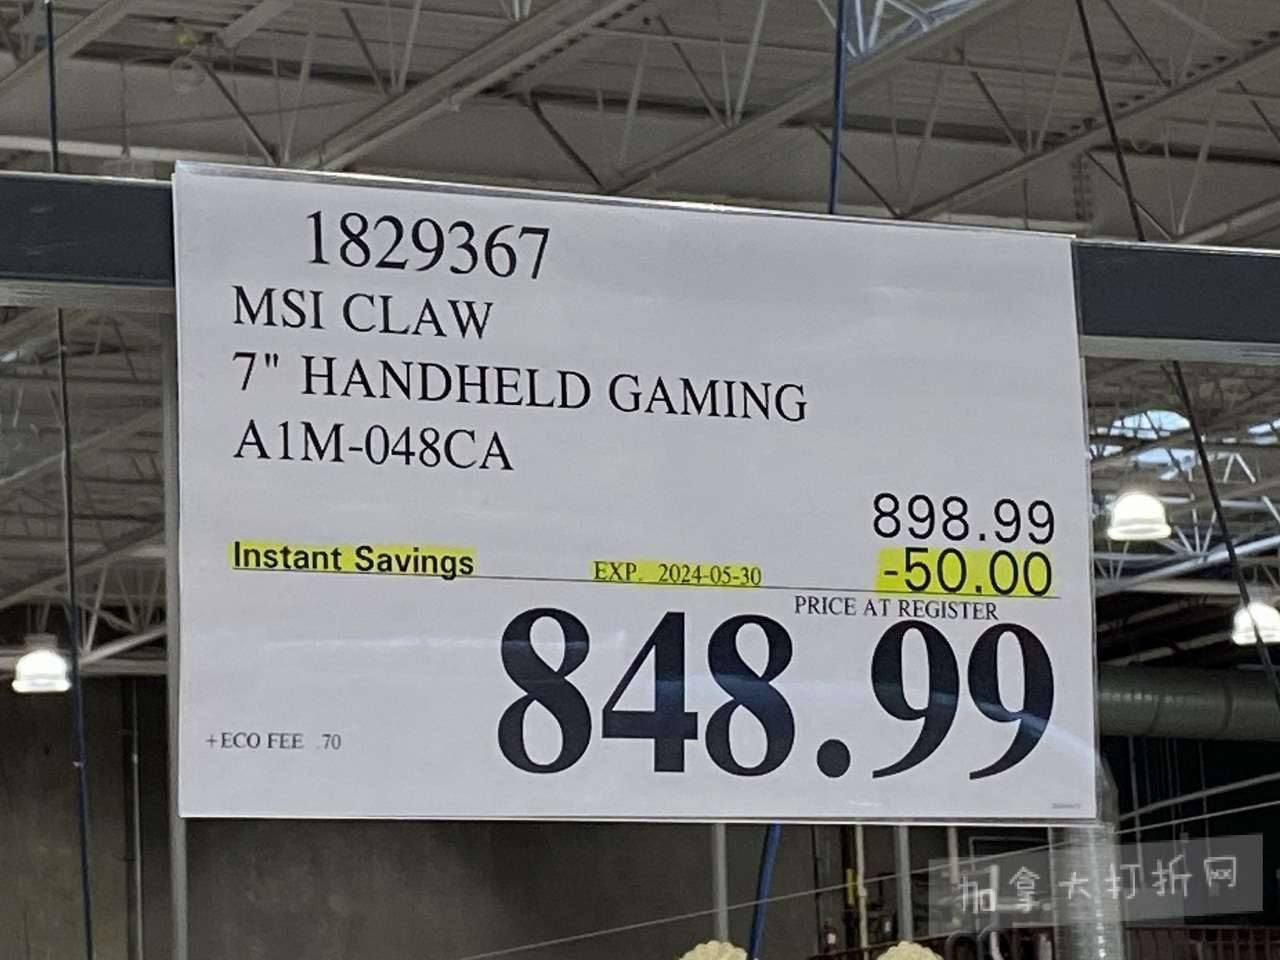 1829367
MSI CLAW
7" HANDHELD GAMING
A1M-048CA
898.99
Instant Savings EXP. 2024-05-30 -50.00
PRICE AT REGISTER
848.99
+ECO FEE .70
加拿大打折网